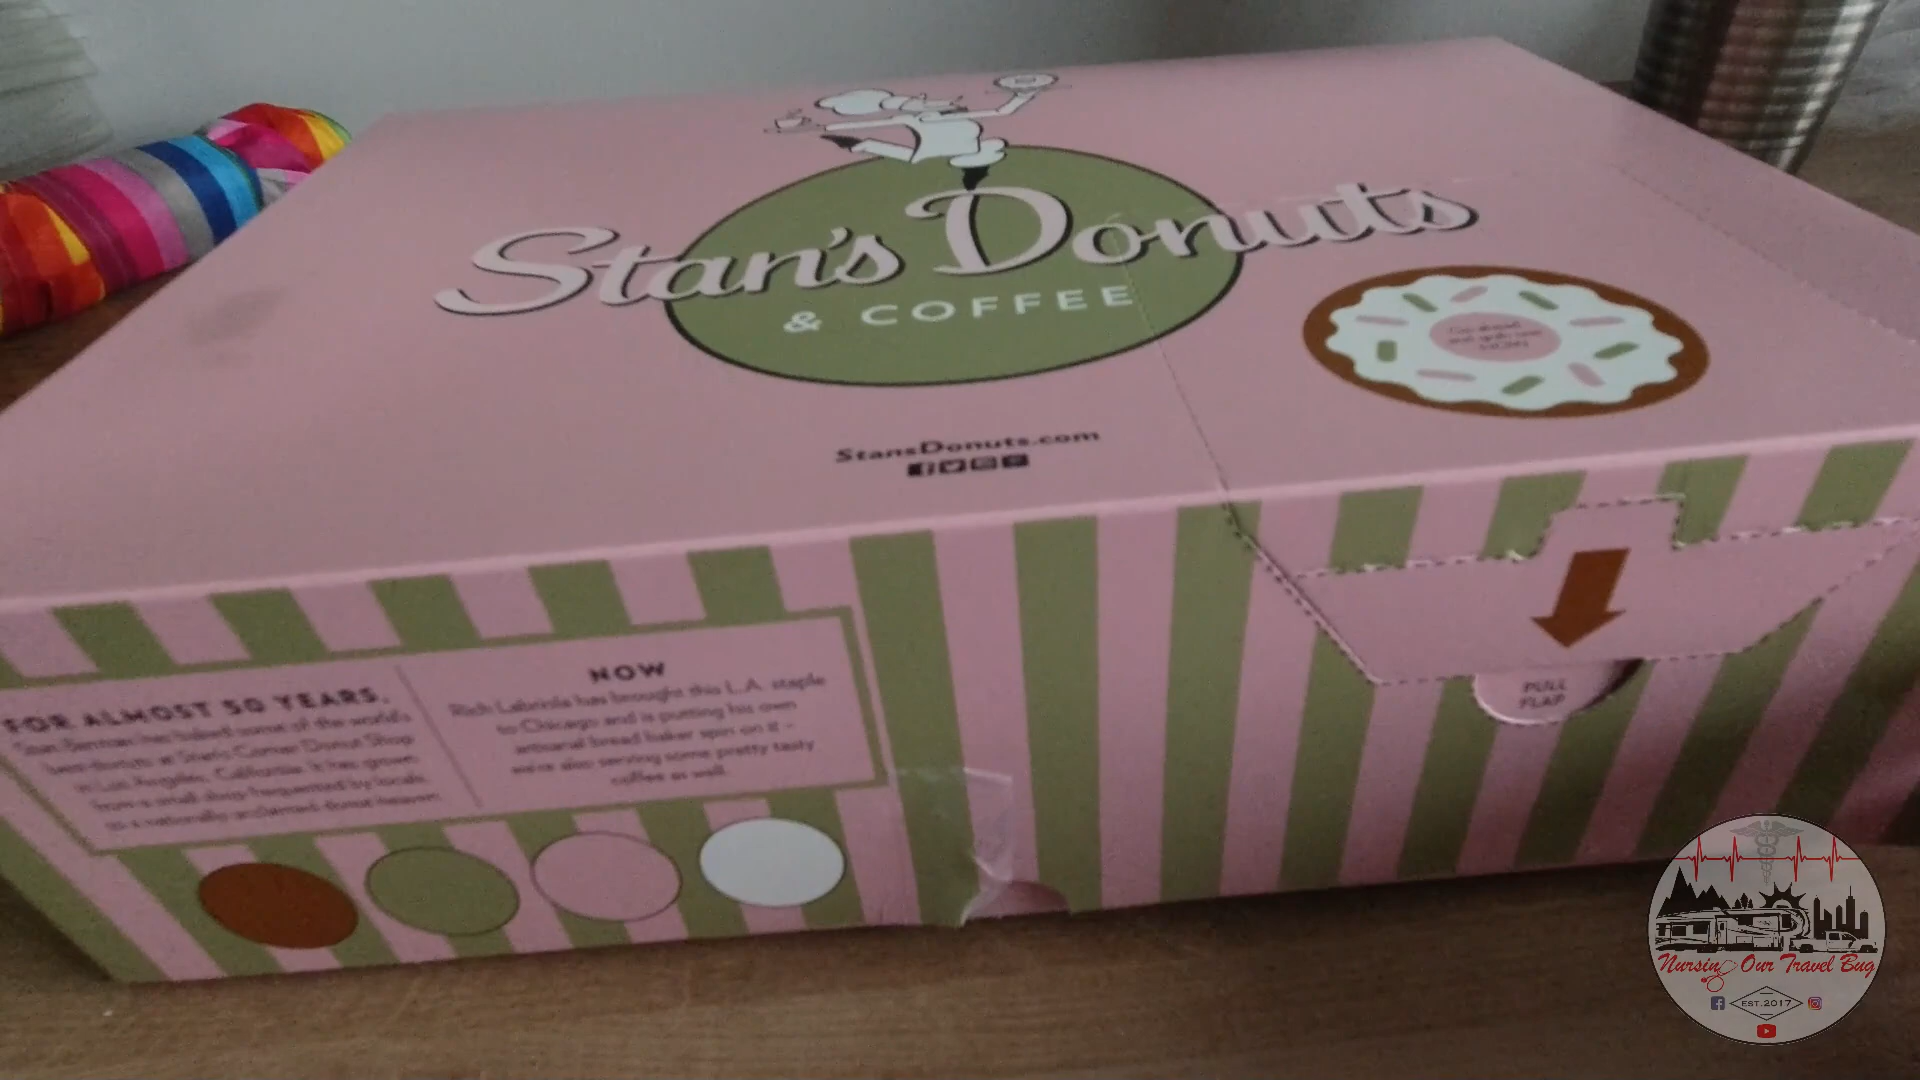 Stan's Donuts
& COFFEE
StansDonuts.com
FOR ALMOST 50 YEARS,
Stan Berman has baked some of the world's
best donuts at Stan's Corner Donut Shop
in Los Angeles, California. It has grown
from a small shop frequented by locals
to a nationally-acclaimed donut heaven.
NOW
Rich Labriola has brought this L.A. staple
to Chicago and is putting his own
artisanal bread baker spin on it –
we're also serving some pretty tasty
coffee as well.
PULL
FLAP
Nursing Our Travel Bug
EST.2017